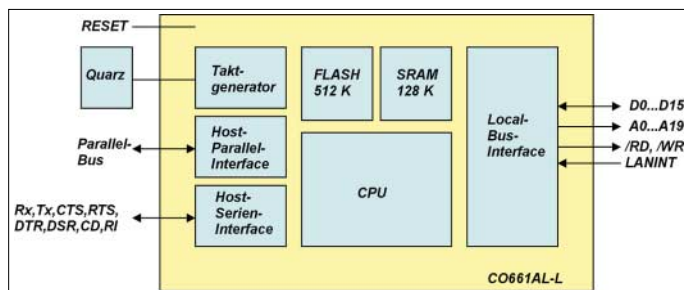 RESET
Quarz
Takt-
generator
FLASH
512 K
SRAM
128 K
Local-
Bus-
Interface
D0...D15
A0...A19
/RD, /WR
LANINT
Parallel-
Bus
Host-
Parallel-
Interface
CPU
Rx,Tx,CTS,RTS,
DTR,DSR,CD,RI
Host-
Serien-
Interface
CO661AL-L